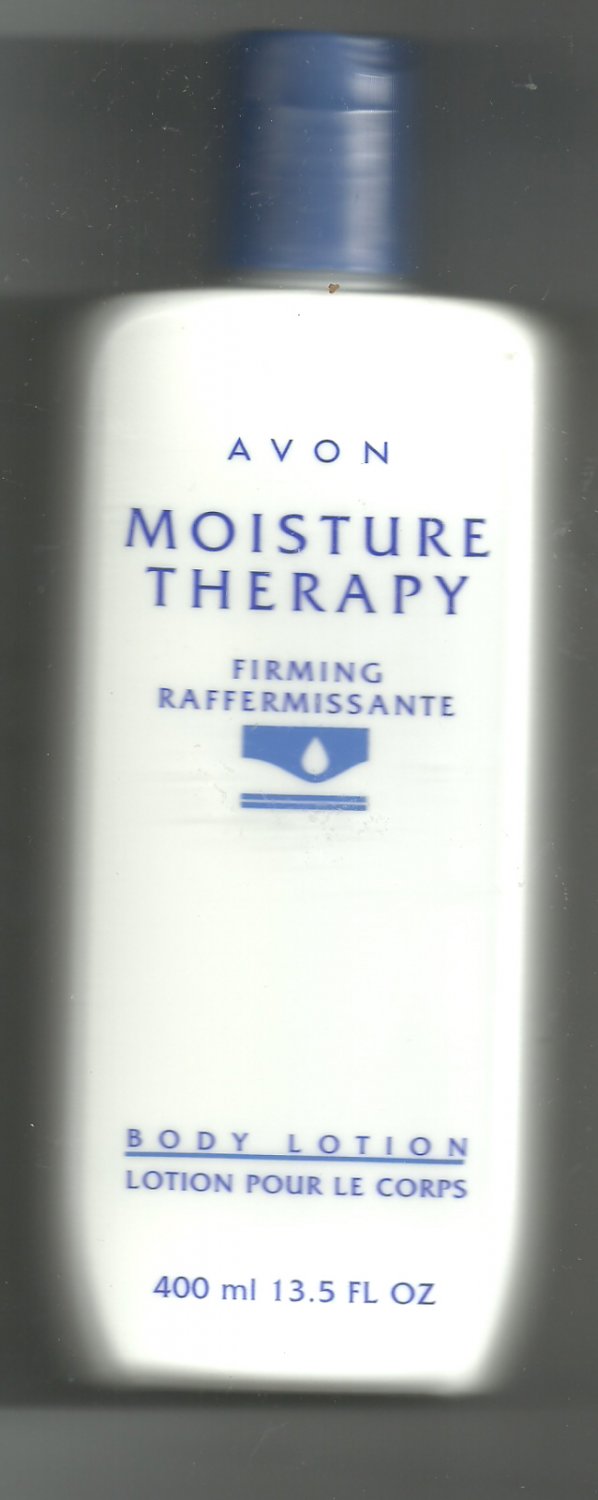 AVON
MOISTURE
THERAPY
FIRMING
RAFFERMISSANTE
BODY LOTION
LOTION POUR LE CORPS
400 ml 13.5 FL OZ